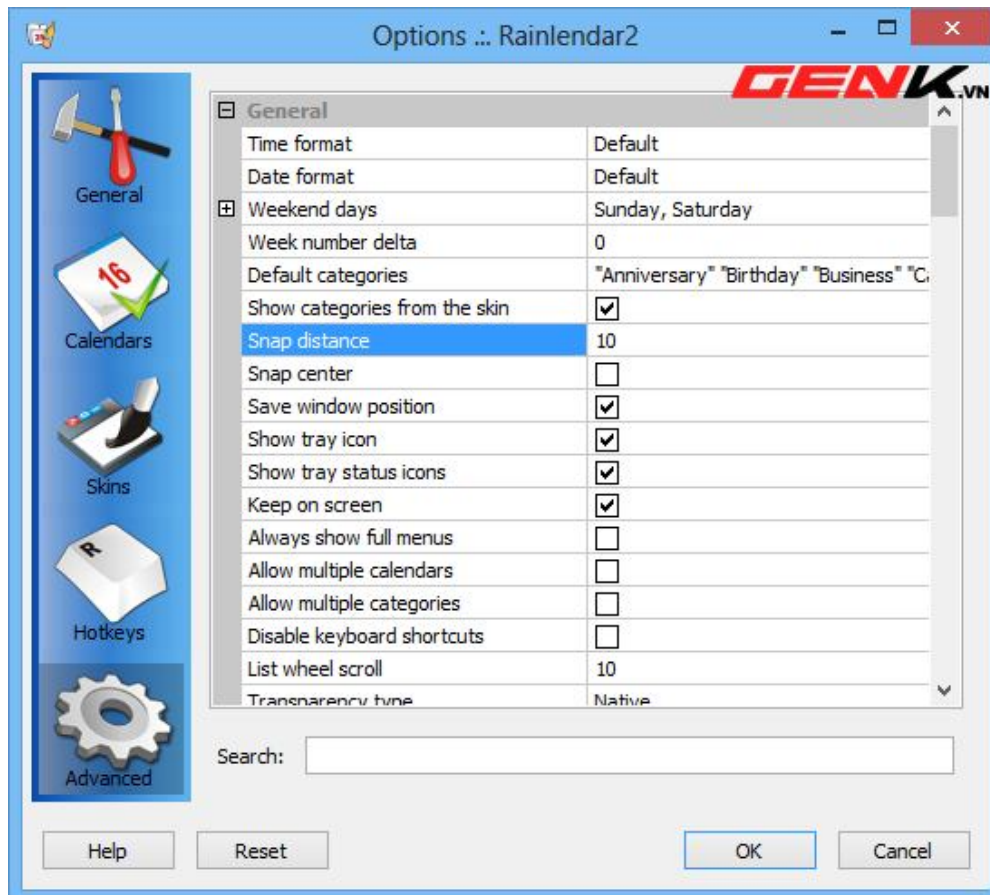 Options .:. Rainlendar2
GENK.VN
General
Calendars
Skins
Hotkeys
Advanced
General
Time format Default
Date format Default
Weekend days Sunday, Saturday
Week number delta 0
Default categories "Anniversary" "Birthday" "Business" "Ca
Show categories from the skin
Snap distance 10
Snap center
Save window position
Show tray icon
Show tray status icons
Keep on screen
Always show full menus
Allow multiple calendars
Allow multiple categories
Disable keyboard shortcuts
List wheel scroll 10
Transparency type Native
Search:
Help Reset OK Cancel